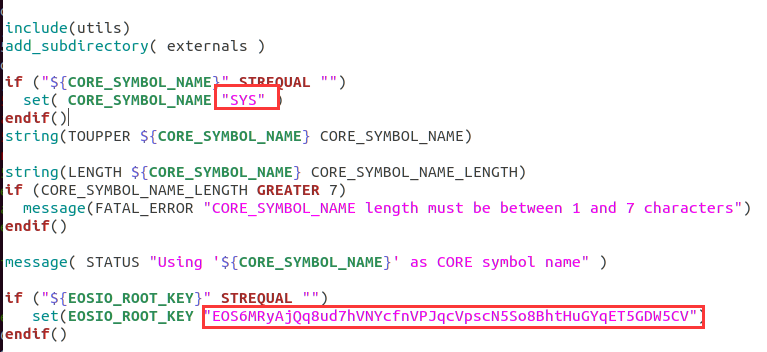 include(utils)
add_subdirectory( externals )
if ("${CORE_SYMBOL_NAME}" STREQUAL "")
set( CORE_SYMBOL_NAME "SYS" )
endif()
string(TOUPPER ${CORE_SYMBOL_NAME} CORE_SYMBOL_NAME)
string(LENGTH ${CORE_SYMBOL_NAME} CORE_SYMBOL_NAME_LENGTH)
if (CORE_SYMBOL_NAME_LENGTH GREATER 7)
message(FATAL_ERROR "CORE_SYMBOL_NAME length must be between 1 and 7 characters")
endif()
message( STATUS "Using '${CORE_SYMBOL_NAME}' as CORE symbol name" )
if ("${EOSIO_ROOT_KEY}" STREQUAL "")
set(EOSIO_ROOT_KEY "EOS6MRyAjQq8ud7hVNYcfnVPJqcVpscN5So8BhtHuGYqET5GDW5CV")
endif()